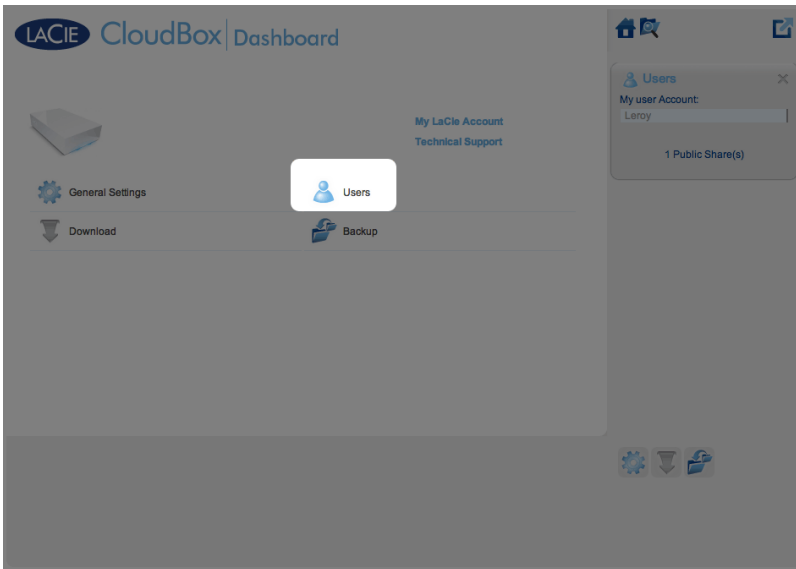 LACIE CloudBox Dashboard
Users
My user Account:
Leroy
1 Public Share(s)
My LaCie Account
Technical Support
General Settings
Users
Download
Backup